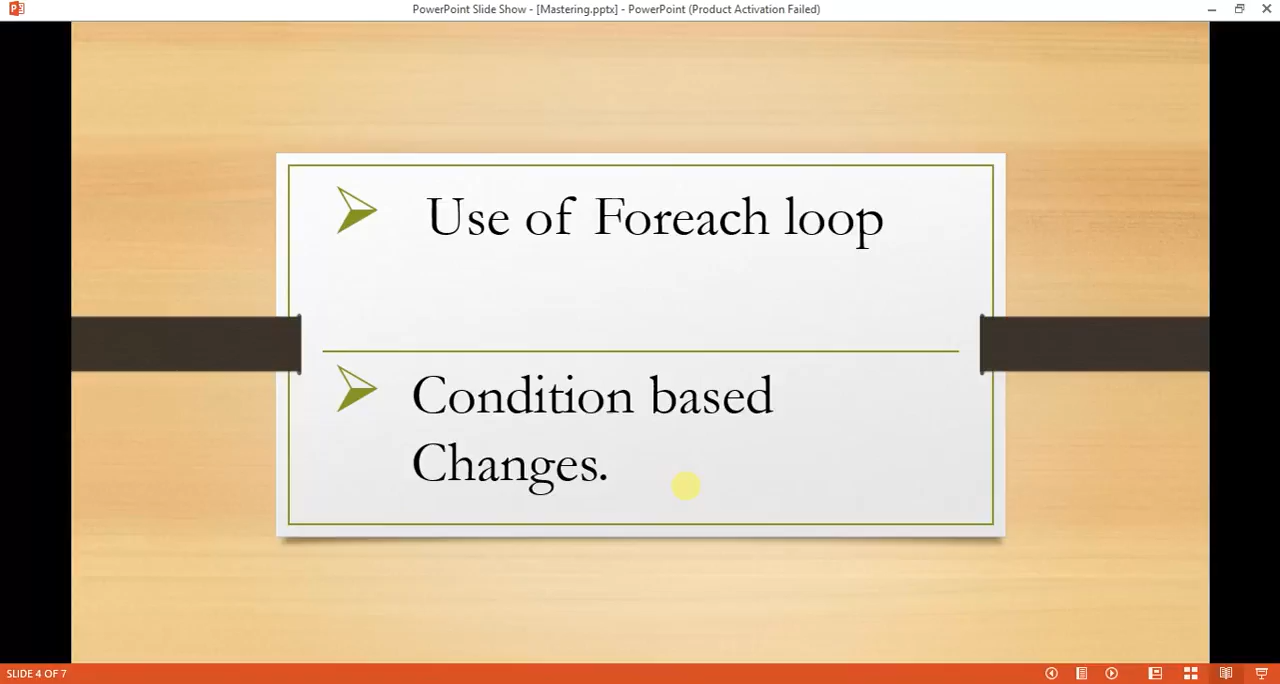 PowerPoint Slide Show - [Mastering.pptx] - PowerPoint (Product Activation Failed)
Use of Foreach loop
Condition based
Changes.
SLIDE 4 OF 7